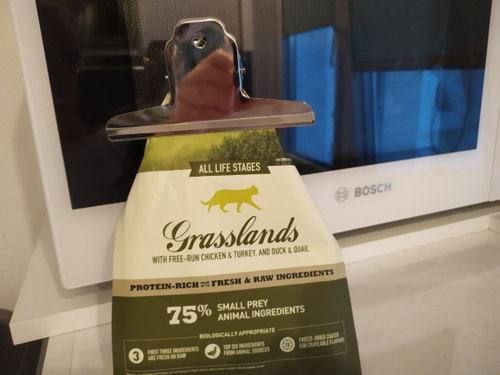 ALL LIFE STAGES
Grasslands
WITH FREE-RUN CHICKEN & TURKEY, AND DUCK & QUAIL
PROTEIN-RICH FRESH & RAW INGREDIENTS
75% SMALL PREY
ANIMAL INGREDIENTS
BIOLOGICALLY APPROPRIATE
3 FIRST THREE INGREDIENTS
ARE FRESH OR RAW
TOP SIX INGREDIENTS
FROM ANIMAL SOURCES
FREEZE-DRIED COATED
FOR CRAVEABLE FLAVOUR
BOSCH